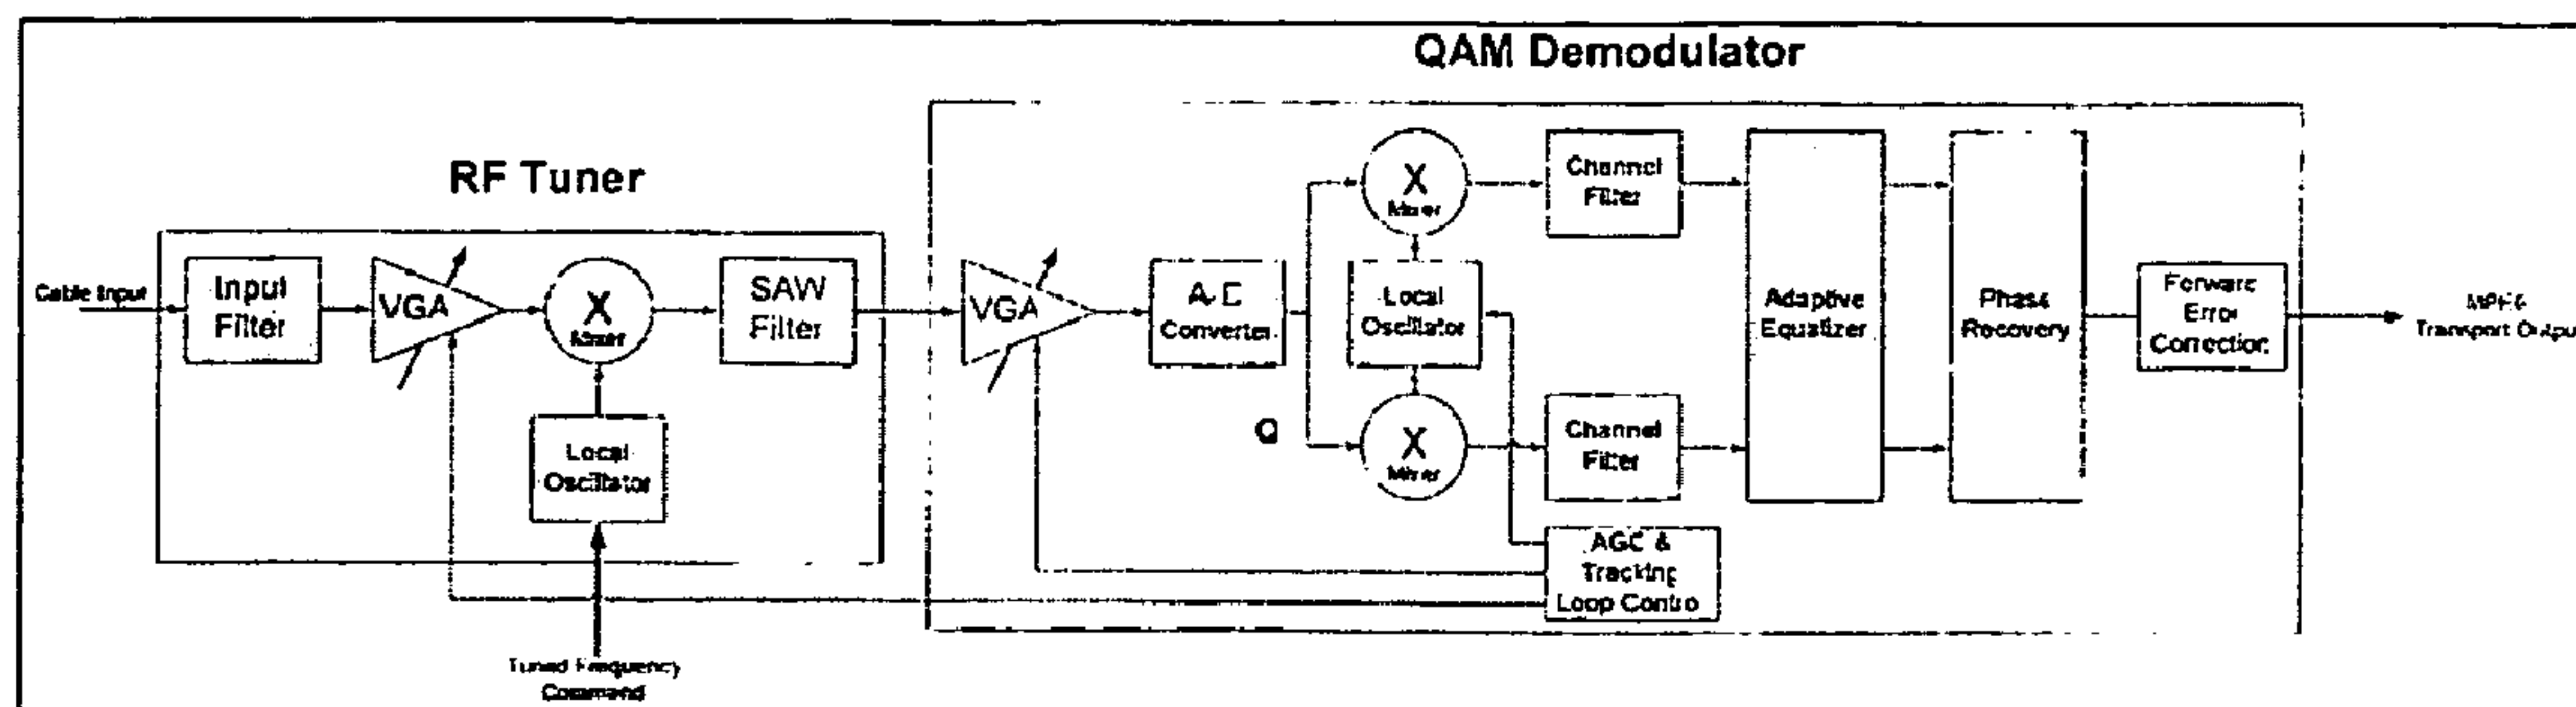 QAM Demodulator
RF Tuner
Cable Input
Input
Filter
VGA
X
Mixer
SAW
Filter
Local
Oscillator
Tuned Frequency
Command
VGA
A-D
Converter
X
Mixer
Local
Oscillator
Q
X
Mixer
Channel
Filter
Channel
Filter
AGC &
Tracking
Loop Contro
Adaptive
Equalizer
Phase
Recovery
Forward
Error
Correction
MPEG
Transport Outpu